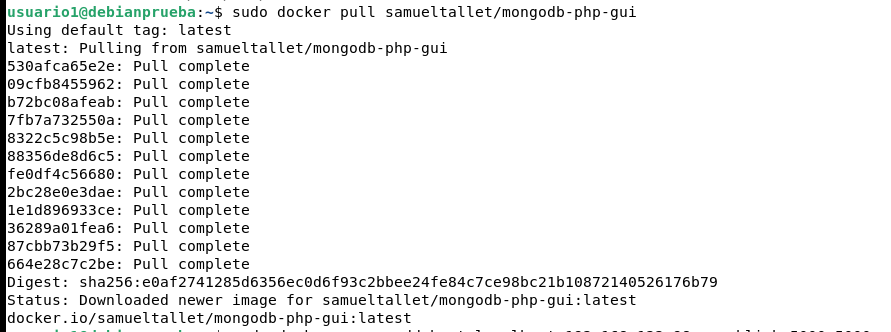 usuario1@debianprueba:~$ sudo docker pull samueltallet/mongodb-php-gui
Using default tag: latest
latest: Pulling from samueltallet/mongodb-php-gui
530afca65e2e: Pull complete
09cfb8455962: Pull complete
b72bc08afeab: Pull complete
7fb7a732550a: Pull complete
8322c5c98b5e: Pull complete
88356de8d6c5: Pull complete
fe0df4c56680: Pull complete
2bc28e0e3dae: Pull complete
1e1d896933ce: Pull complete
36289a01fea6: Pull complete
87cbb73b29f5: Pull complete
664e28c7c2be: Pull complete
Digest: sha256:e0af2741285d6356ec0d6f93c2bbee24fe84c7ce98bc21b10872140526176b79
Status: Downloaded newer image for samueltallet/mongodb-php-gui:latest
docker.io/samueltallet/mongodb-php-gui:latest